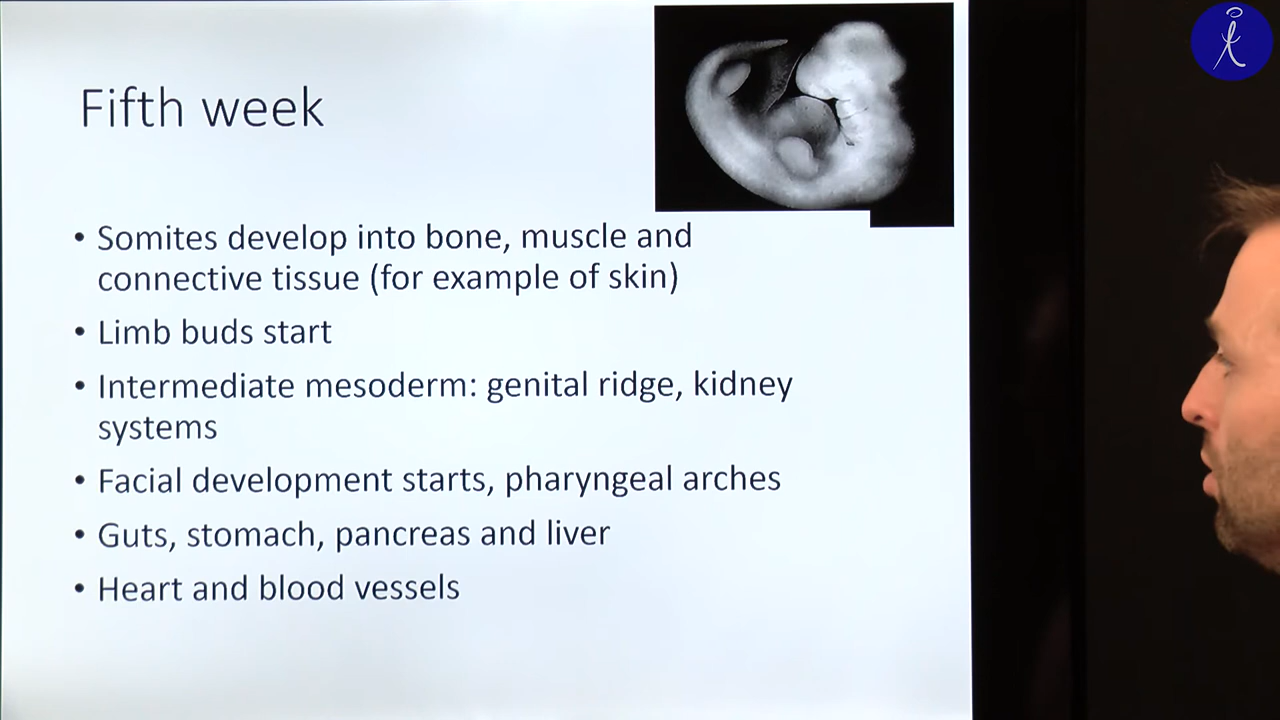 Fifth week
• Somites develop into bone, muscle and
connective tissue (for example of skin)
• Limb buds start
• Intermediate mesoderm: genital ridge, kidney
systems
• Facial development starts, pharyngeal arches
• Guts, stomach, pancreas and liver
• Heart and blood vessels